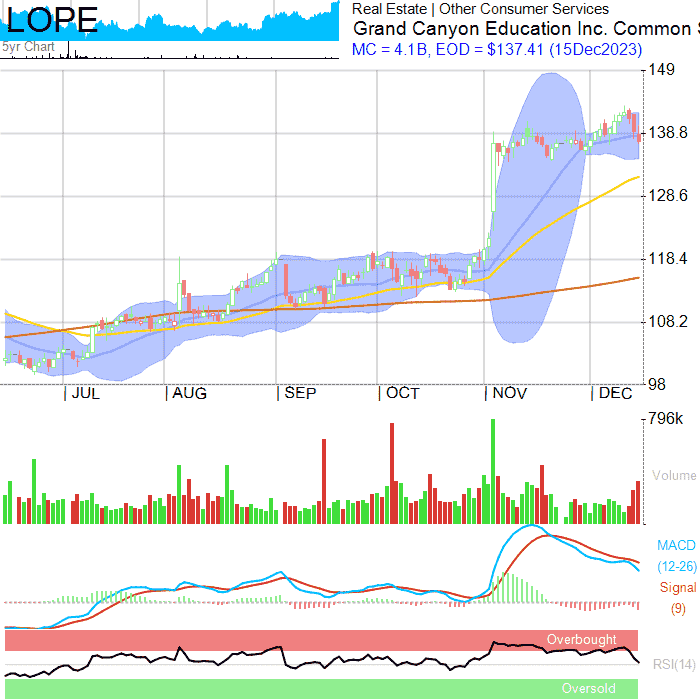 LOPE
5yr Chart
Real Estate | Other Consumer Services
Grand Canyon Education Inc. Common S
MC = 4.1B, EOD = $137.41 (15Dec2023)
149
138.8
128.6
118.4
108.2
98
JUL AUG SEP OCT NOV DEC
796k
Volume
MACD
(12-26)
Signal
(9)
Overbought
RSI(14)
Oversold